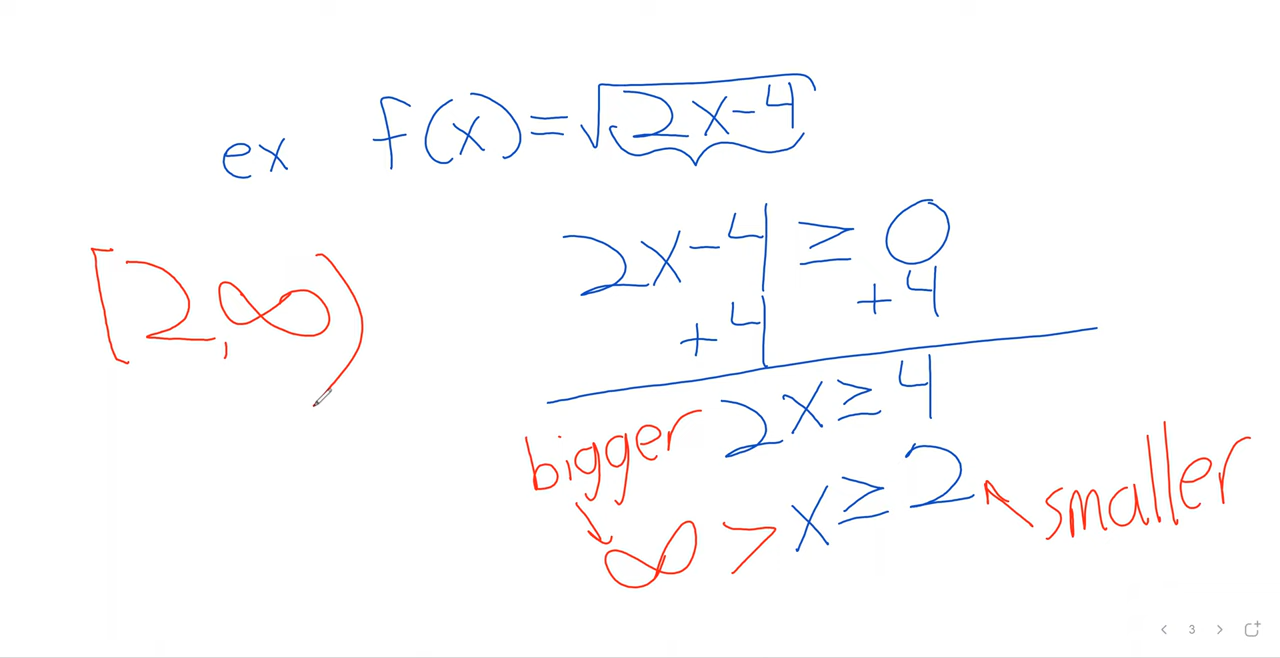 ex f(x)=√2x-4
2x-4 ≥ 0
+4 +4
[2,∞)
2x≥4
bigger
∞ > x≥2
smaller
3